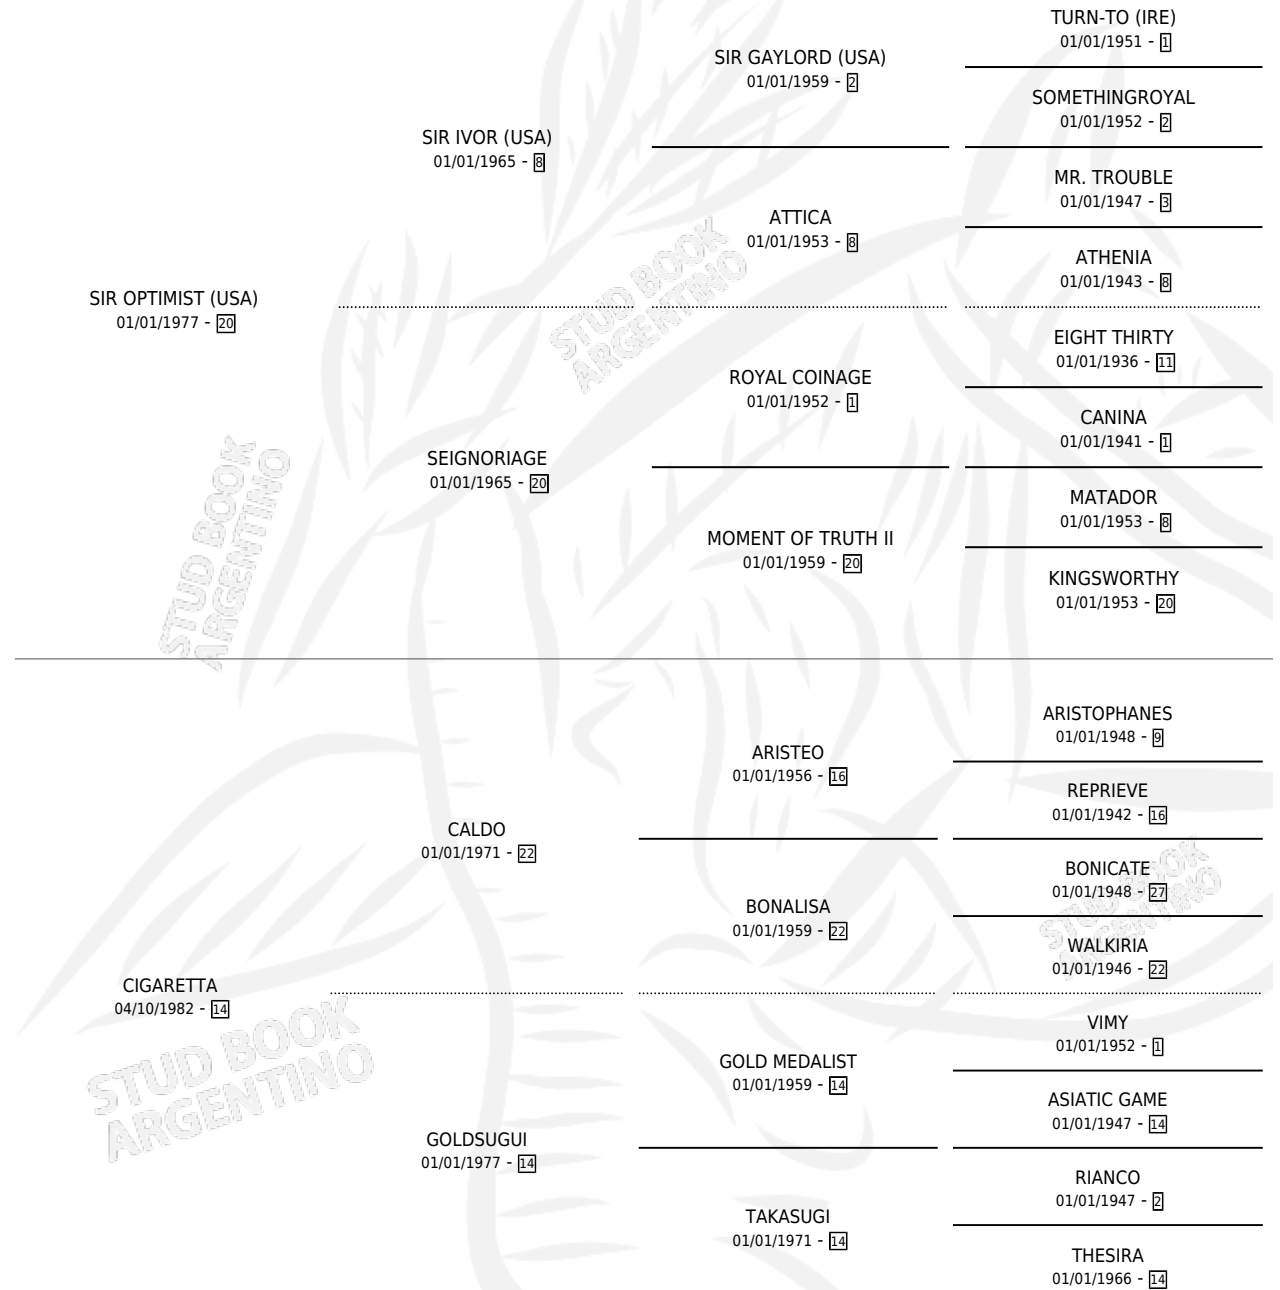 TURN-TO (IRE)
01/01/1951 - 1
SIR GAYLORD (USA)
01/01/1959 - 2
SOMETHINGROYAL
01/01/1952 - 2
SIR IVOR (USA)
01/01/1965 - 8
MR. TROUBLE
01/01/1947 - 3
ATTICA
01/01/1953 - 8
ATHENIA
01/01/1943 - 8
SIR OPTIMIST (USA)
01/01/1977 - 20
STUD BOOK
ARGENTINO
EIGHT THIRTY
01/01/1936 - 11
ROYAL COINAGE
01/01/1952 - 1
CANINA
01/01/1941 - 1
SEIGNORIAGE
01/01/1965 - 20
MATADOR
01/01/1953 - 8
MOMENT OF TRUTH II
01/01/1959 - 20
KINGSWORTHY
01/01/1953 - 20
STUD BOOK
ARGENTINO
ARISTOPHANES
01/01/1948 - 9
ARISTEO
01/01/1956 - 16
REPRIEVE
01/01/1942 - 16
CALDO
01/01/1971 - 22
BONICATE
01/01/1948 - 27
BONALISA
01/01/1959 - 22
WALKIRIA
01/01/1946 - 22
STUD BOOK
ARGENTINO
CIGARETTA
04/10/1982 - 14
VIMY
01/01/1952 - 1
GOLD MEDALIST
01/01/1959 - 14
ASIATIC GAME
01/01/1947 - 14
STUD BOOK
ARGENTINO
GOLDSUGUI
01/01/1977 - 14
RIANCO
01/01/1947 - 2
TAKASUGI
01/01/1971 - 14
THESIRA
01/01/1966 - 14